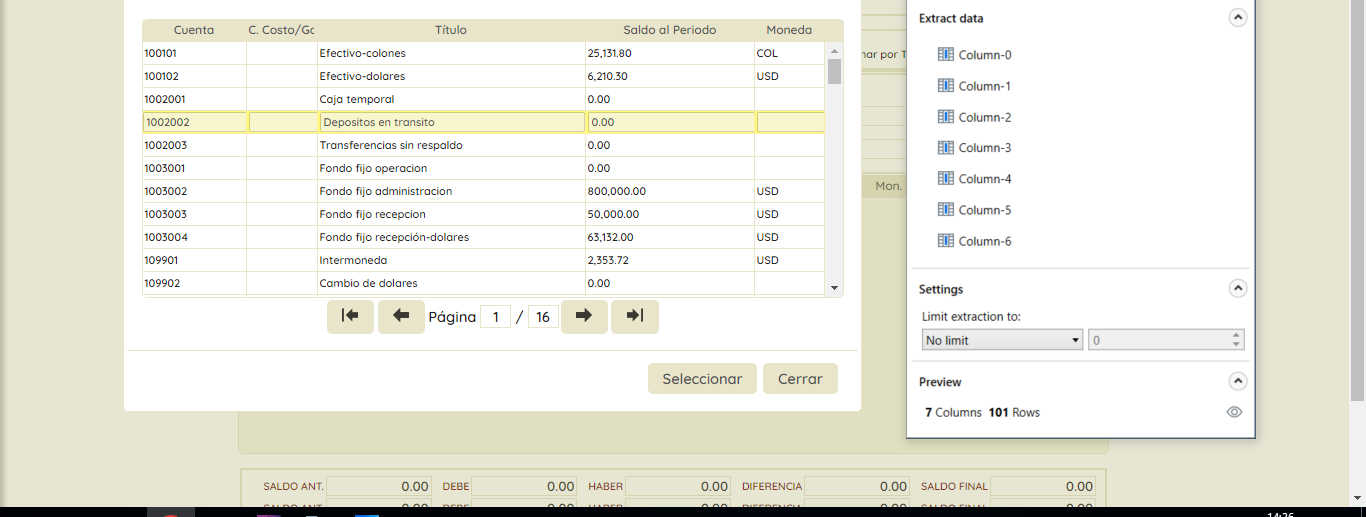 Cuenta C. Costo/Gc Título Saldo al Periodo Moneda
100101 Efectivo-colones 25,131.80 COL
100102 Efectivo-dolares 6,210.30 USD
1002001 Caja temporal 0.00
1002002 Depositos en transito 0.00
1002003 Transferencias sin respaldo 0.00
1003001 Fondo fijo operacion 0.00
1003002 Fondo fijo administracion 800,000.00 USD
1003003 Fondo fijo recepcion 50,000.00 USD
1003004 Fondo fijo recepción-dolares 63,132.00 USD
109901 Intermoneda 2,353.72 USD
109902 Cambio de dolares 0.00
Página 1 / 16
Seleccionar Cerrar
nar por T
Mon.
Extract data
Column-0
Column-1
Column-2
Column-3
Column-4
Column-5
Column-6
Settings
Limit extraction to:
No limit 0
Preview
7 Columns 101 Rows
SALDO ANT. 0.00 DEBE 0.00 HABER 0.00 DIFERENCIA 0.00 SALDO FINAL 0.00